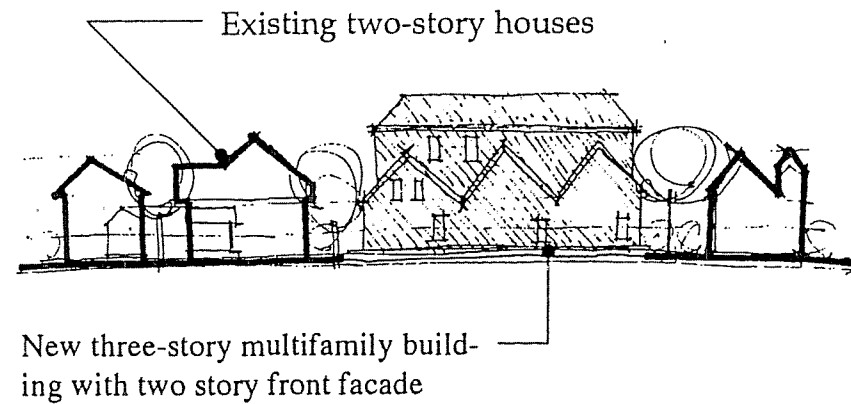 Existing two-story houses
New three-story multifamily build-
ing with two story front facade